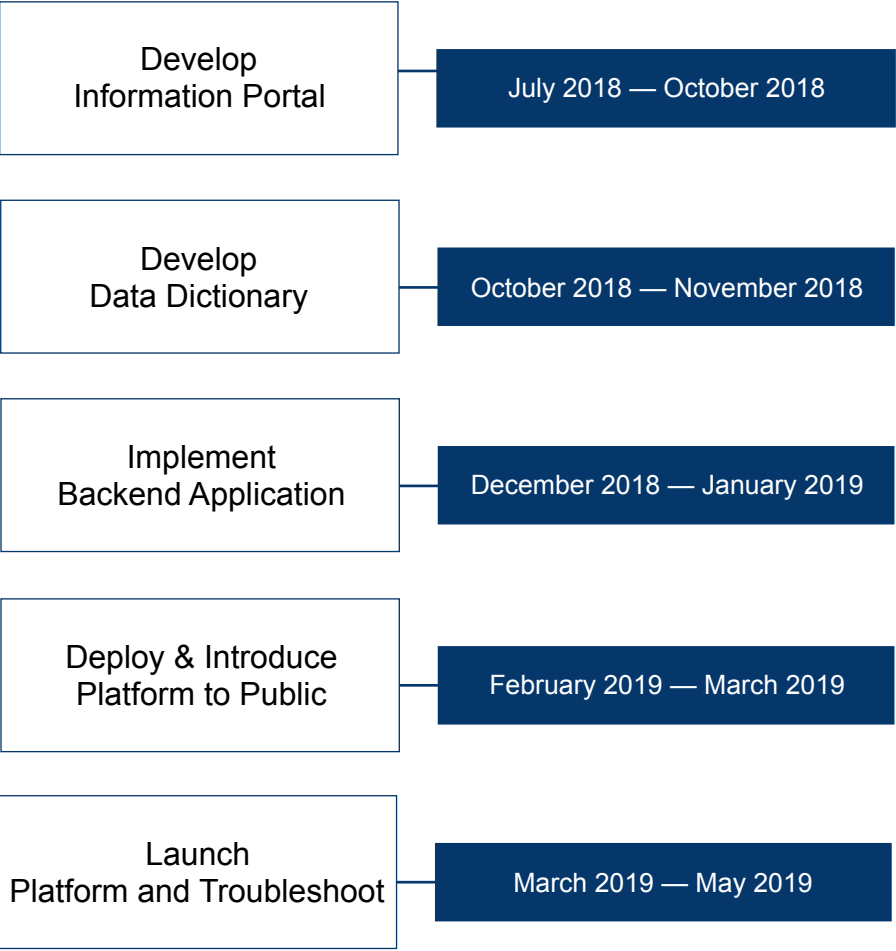 Develop
Information Portal
July 2018 — October 2018
Develop
Data Dictionary
October 2018 — November 2018
Implement
Backend Application
December 2018 — January 2019
Deploy & Introduce
Platform to Public
February 2019 — March 2019
Launch
Platform and Troubleshoot
March 2019 — May 2019